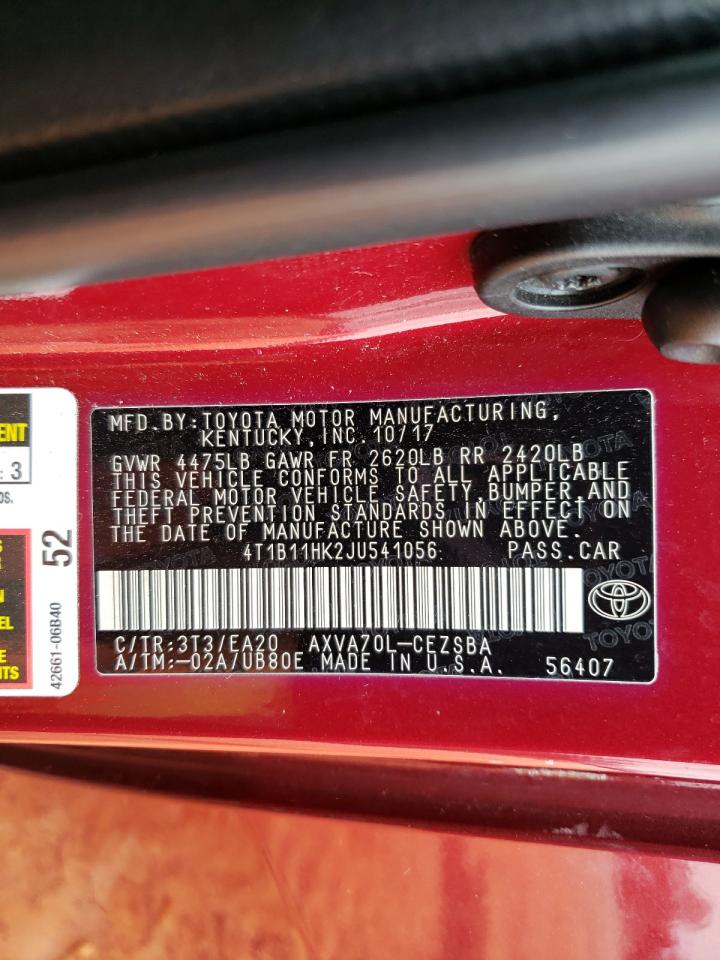 MFD.BY:TOYOTA MOTOR MANUFACTURING,
KENTUCKY,INC.10/17
GVWR 4475LB GAWR FR 2620LB RR 2420LB
THIS VEHICLE CONFORMS TO ALL APPLICABLE
FEDERAL MOTOR VEHICLE SAFETY,BUMPER,AND
THEFT PREVENTION STANDARDS IN EFFECT ON
THE DATE OF MANUFACTURE SHOWN ABOVE.
4T1B11HK2JU541056 PASS.CAR
C/TR:3T3/EA20 AXVA70L-CEZSBA
A/TM:-02A/UB80E MADE IN U.S.A. 56407
TOYOTA
52
42661-06B40
: 3